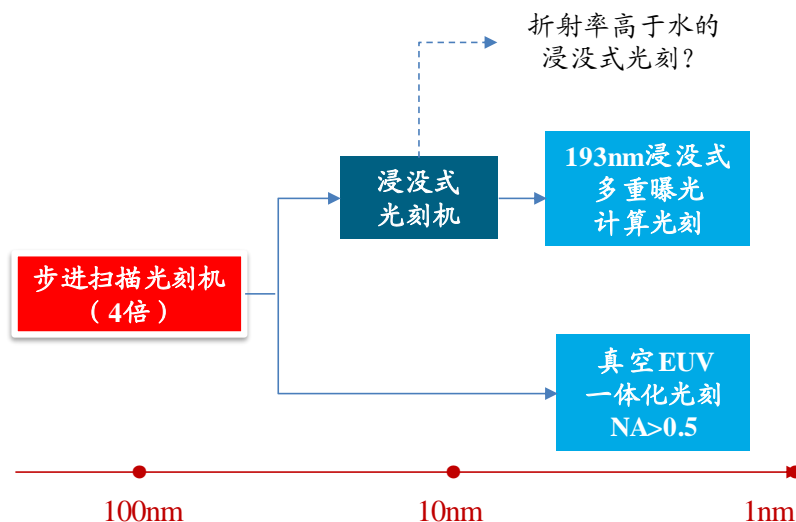 折射率高于水的
浸没式光刻?
浸没式
光刻机
193nm浸没式
多重曝光
计算光刻
步进扫描光刻机
（4倍）
真空EUV
一体化光刻
NA>0.5
100nm
10nm
1nm